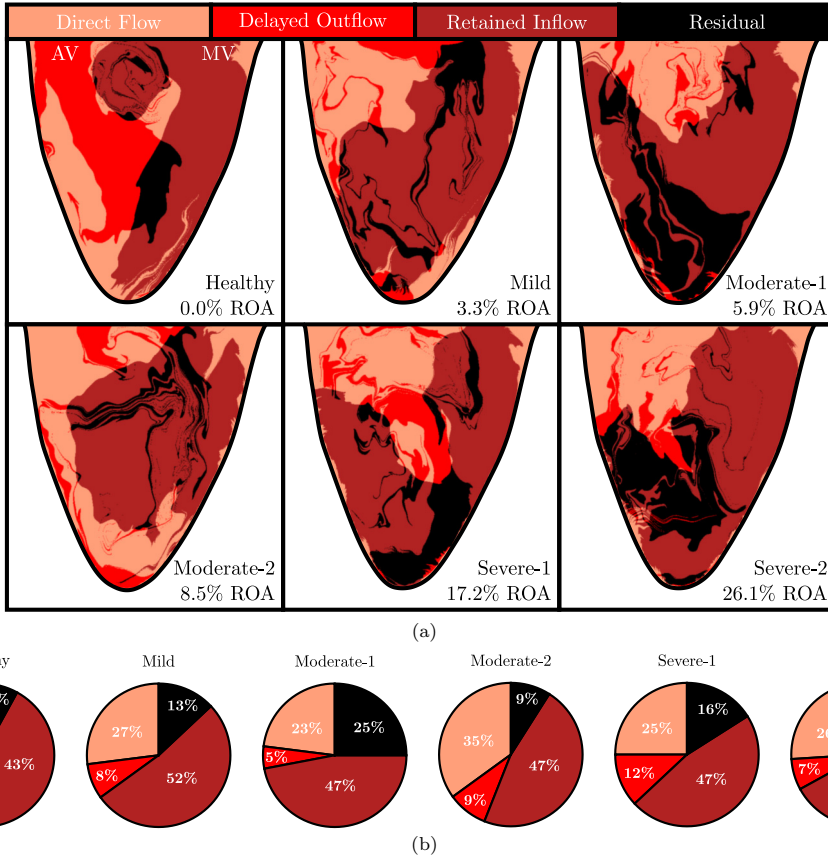 Direct Flow Delayed Outflow Retained Inflow Residual
AV MV
Healthy
0.0% ROA
Mild
3.3% ROA
Moderate-1
5.9% ROA
Moderate-2
8.5% ROA
Severe-1
17.2% ROA
Severe-2
26.1% ROA
(a)
Mild Moderate-1 Moderate-2 Severe-1
43%
27% 13% 8% 52%
23% 25% 5% 47%
35% 9% 9% 47%
25% 16% 12% 47%
7%
(b)